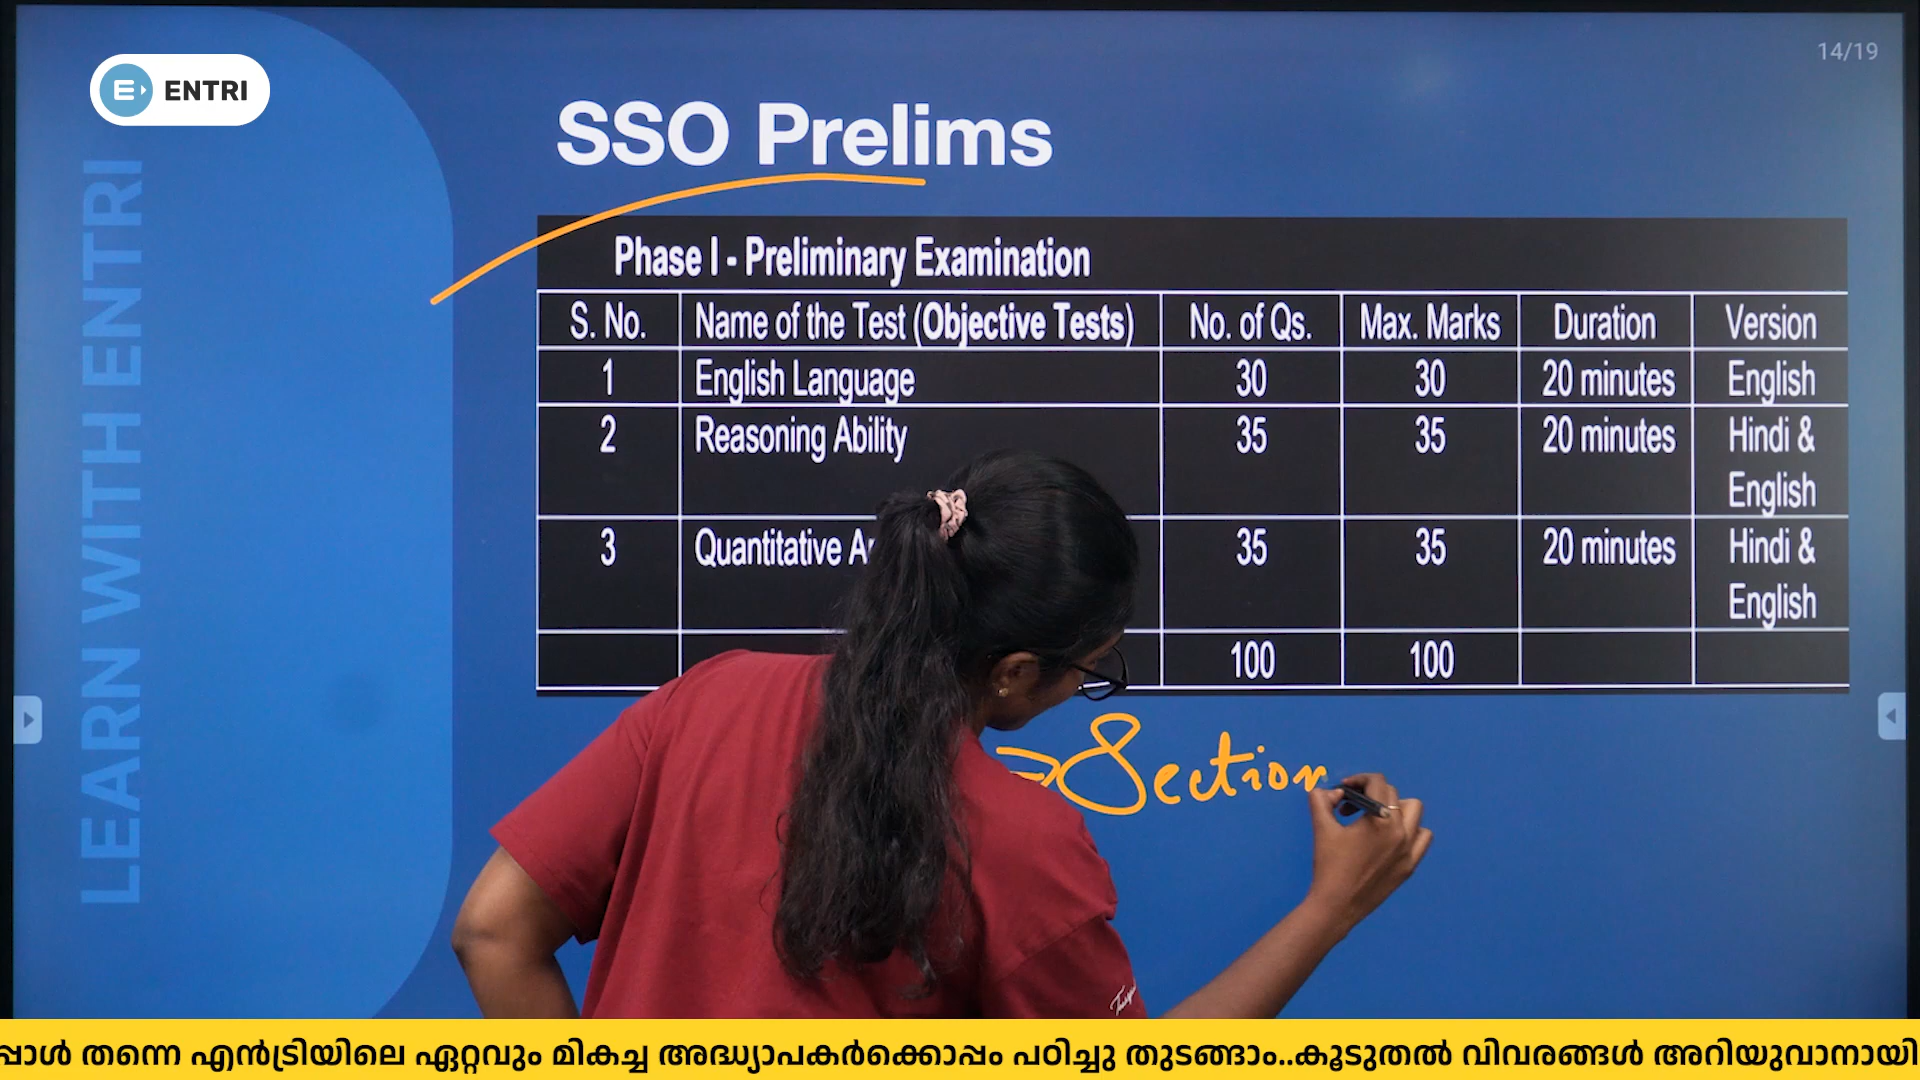 14/19
ENTRI
LEARN WITH ENTRI
SSO Prelims
Phase I - Preliminary Examination
S. No. Name of the Test (Objective Tests) No. of Qs. Max. Marks Duration Version
1 English Language 30 30 20 minutes English
2 Reasoning Ability 35 35 20 minutes Hindi & English
3 Quantitative 35 35 20 minutes Hindi & English
100 100
Section
തന്നെ എൻട്രിയിലെ ഏറ്റവും മികച്ച അദ്ധ്യാപകർക്കൊപ്പം പഠിച്ചു തുടങ്ങാം..കൂടുതൽ വിവരങ്ങൾ അറിയുവാനായി